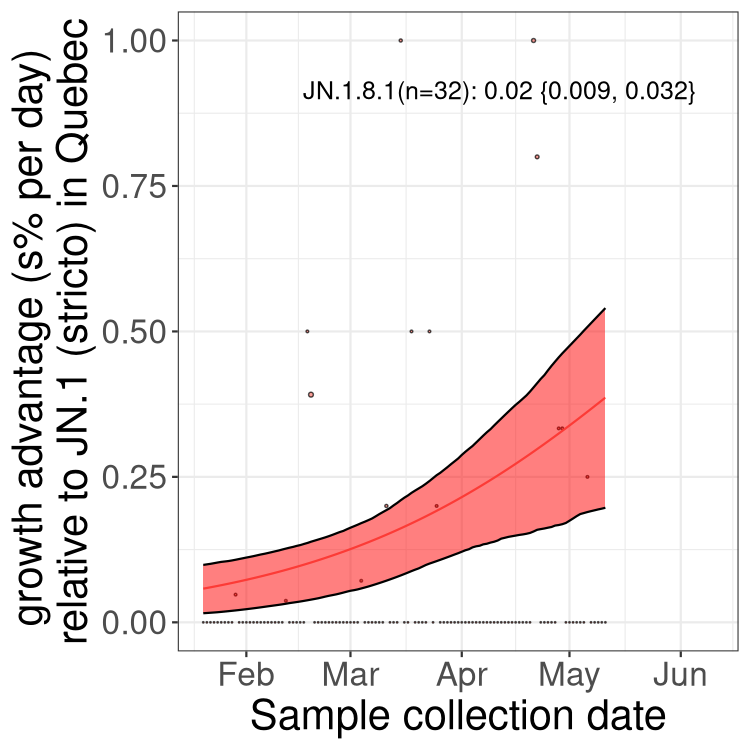 growth advantage (s% per day)
relative to JN.1 (stricto) in Quebec
1.00
0.75
0.50
0.25
0.00
JN.1.8.1(n=32): 0.02 {0.009, 0.032}
Feb Mar Apr May Jun
Sample collection date